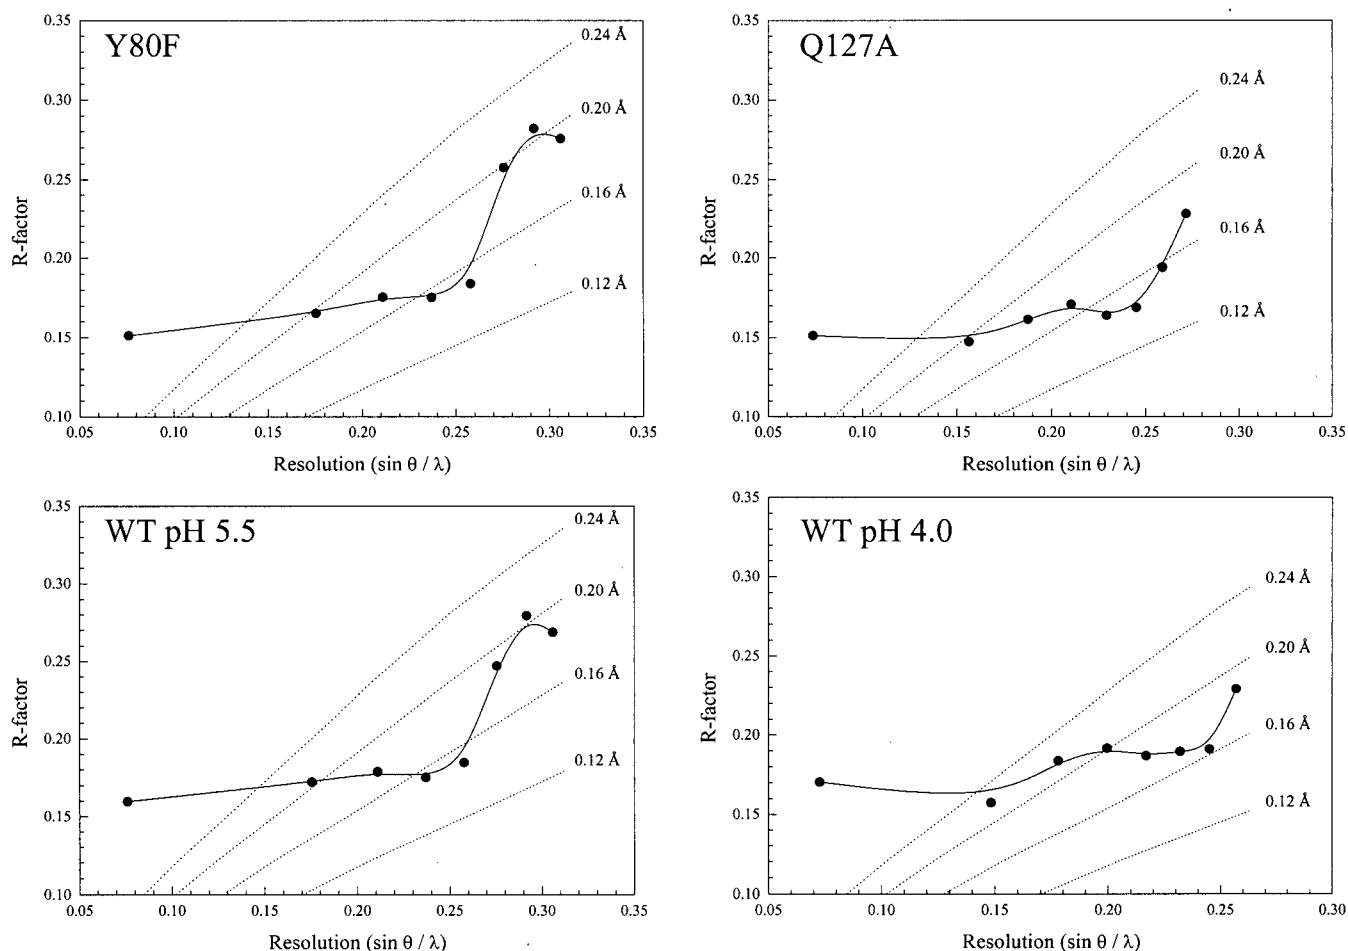 Y80F
R-factor
0.35
0.30
0.25
0.20
0.15
0.10
0.24 Å
0.20 Å
0.16 Å
0.12 Å
0.05 0.10 0.15 0.20 0.25 0.30 0.35
Resolution (sin θ / λ)
Q127A
R-factor
0.35
0.30
0.25
0.20
0.15
0.10
0.24 Å
0.20 Å
0.16 Å
0.12 Å
0.05 0.10 0.15 0.20 0.25 0.30 0.35
Resolution (sin θ / λ)
WT pH 5.5
R-factor
0.35
0.30
0.25
0.20
0.15
0.10
0.24 Å
0.20 Å
0.16 Å
0.12 Å
0.05 0.10 0.15 0.20 0.25 0.30 0.35
Resolution (sin θ / λ)
WT pH 4.0
R-factor
0.35
0.30
0.25
0.20
0.15
0.10
0.24 Å
0.20 Å
0.16 Å
0.12 Å
0.05 0.10 0.15 0.20 0.25 0.30
Resolution (sin θ / λ)